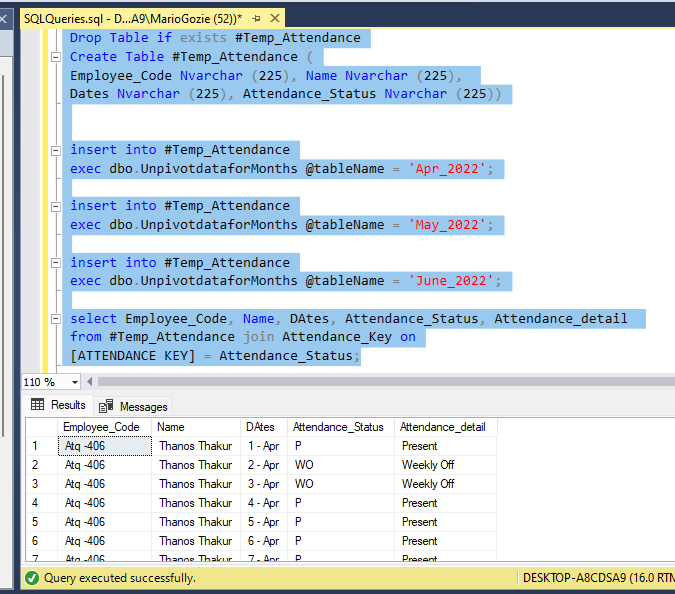 SQLQueries.sql - D...A9\MarioGozie (52))*
Drop Table if exists #Temp_Attendance
Create Table #Temp_Attendance (
Employee_Code Nvarchar (225), Name Nvarchar (225),
Dates Nvarchar (225), Attendance_Status Nvarchar (225))
insert into #Temp_Attendance
exec dbo.UnpivotdataforMonths @tableName = 'Apr_2022';
insert into #Temp_Attendance
exec dbo.UnpivotdataforMonths @tableName = 'May_2022';
insert into #Temp_Attendance
exec dbo.UnpivotdataforMonths @tableName = 'June_2022';
select Employee_Code, Name, DAtes, Attendance_Status, Attendance_detail
from #Temp_Attendance join Attendance_Key on
[ATTENDANCE KEY] = Attendance_Status;
110 %
Results Messages
Employee_Code Name DAtes Attendance_Status Attendance_detail
1 Atq -406 Thanos Thakur 1 - Apr P Present
2 Atq -406 Thanos Thakur 2 - Apr WO Weekly Off
3 Atq -406 Thanos Thakur 3 - Apr WO Weekly Off
4 Atq -406 Thanos Thakur 4 - Apr P Present
5 Atq -406 Thanos Thakur 5 - Apr P Present
6 Atq -406 Thanos Thakur 6 - Apr P Present
7 Atq -406 Thanos Thakur 7 - Apr P Present
Query executed successfully.
DESKTOP-A8CDSA9 (16.0 RTM